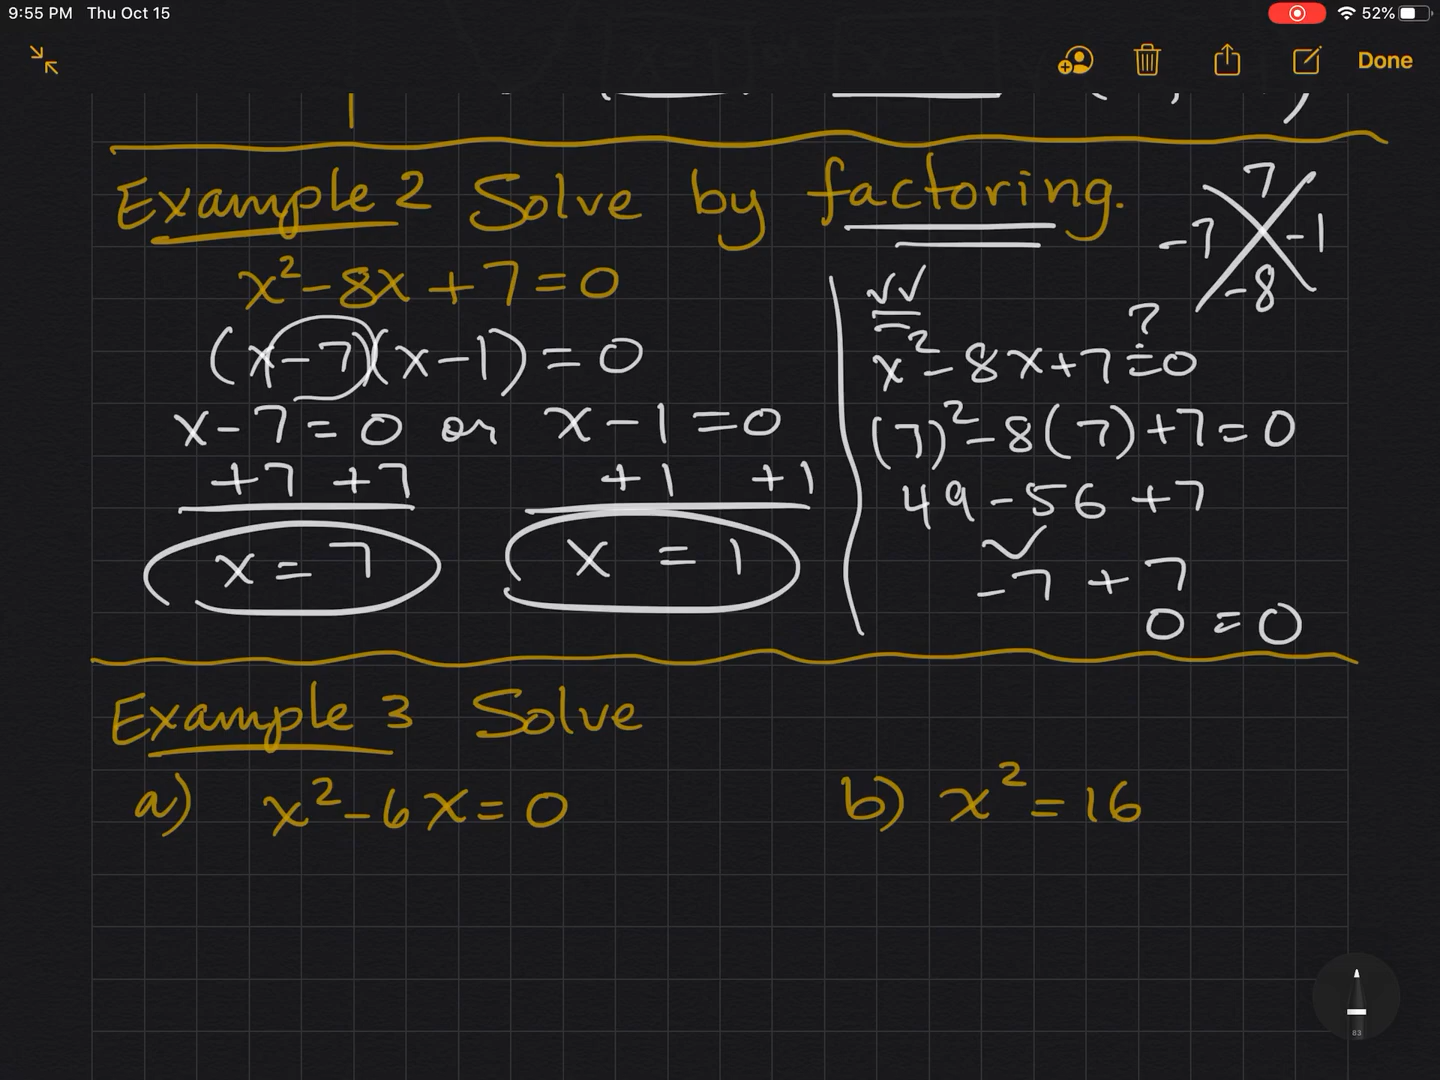 9:55 PM Thu Oct 15
52%
Done
Example 2 Solve by factoring.
7
-7 -1
-8
x² - 8x + 7 = 0
(x - 7)(x - 1) = 0
x - 7 = 0 or x - 1 = 0
+7 +7 +1 +1
x = 7 x = 1
✓✓
?
x² - 8x + 7 = 0
(7)² - 8(7) + 7 = 0
49 - 56 + 7
✓
-7 + 7
0 = 0
Example 3 Solve
a) x² - 6x = 0
b) x² = 16
83